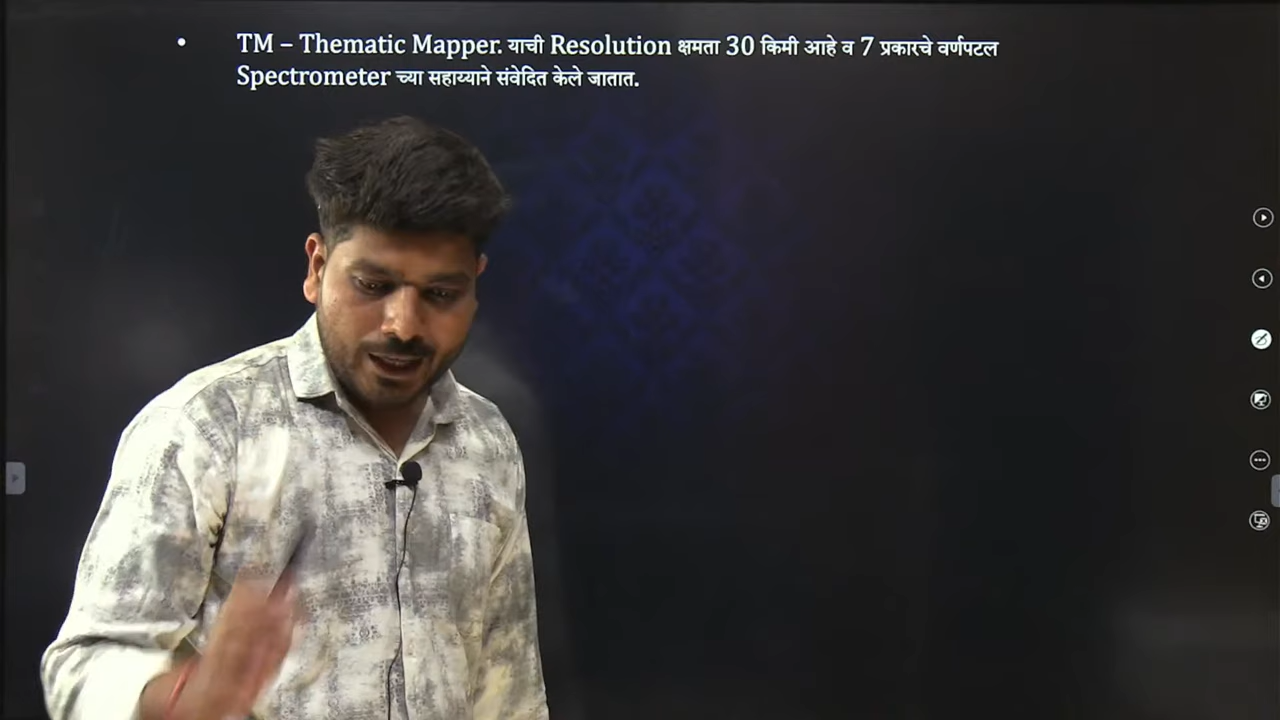 • TM – Thematic Mapper. याची Resolution क्षमता 30 किमी आहे व 7 प्रकारचे वर्णपटल
Spectrometer च्या सहाय्याने संवेदित केले जातात.